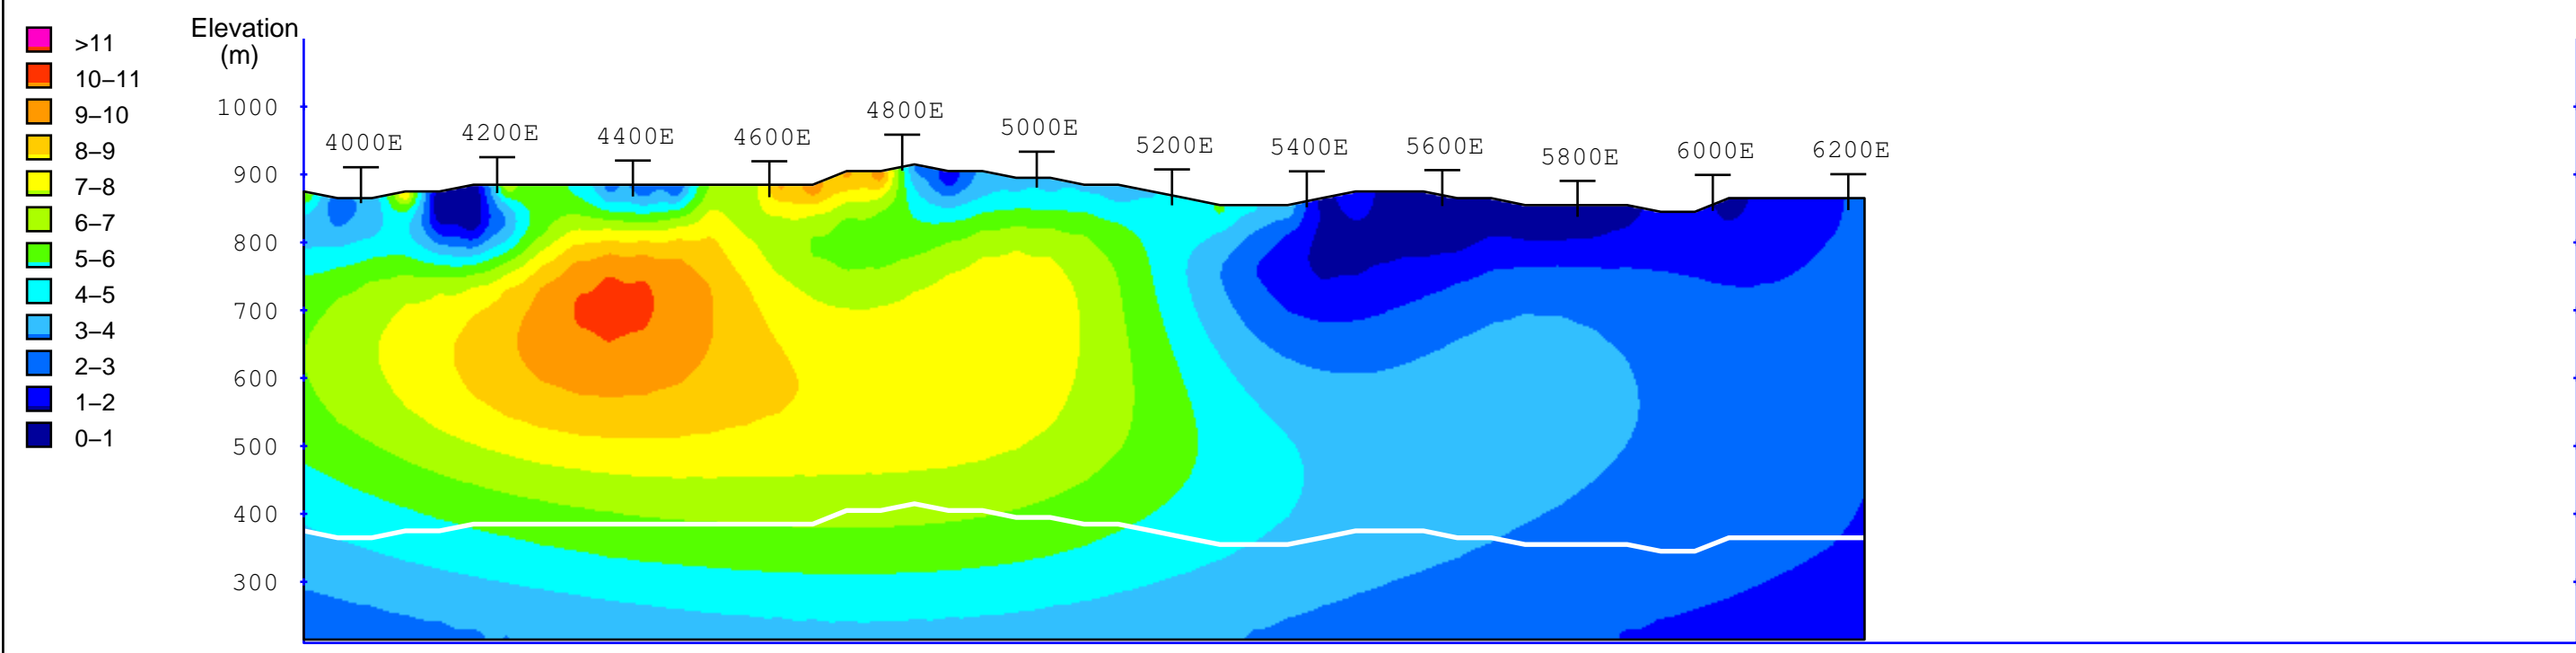 >11
10–11
9–10
8–9
7–8
6–7
5–6
4–5
3–4
2–3
1–2
0–1
Elevation
(m)
1000
900
800
700
600
500
400
300
4000E
4200E
4400E
4600E
4800E
5000E
5200E
5400E
5600E
5800E
6000E
6200E